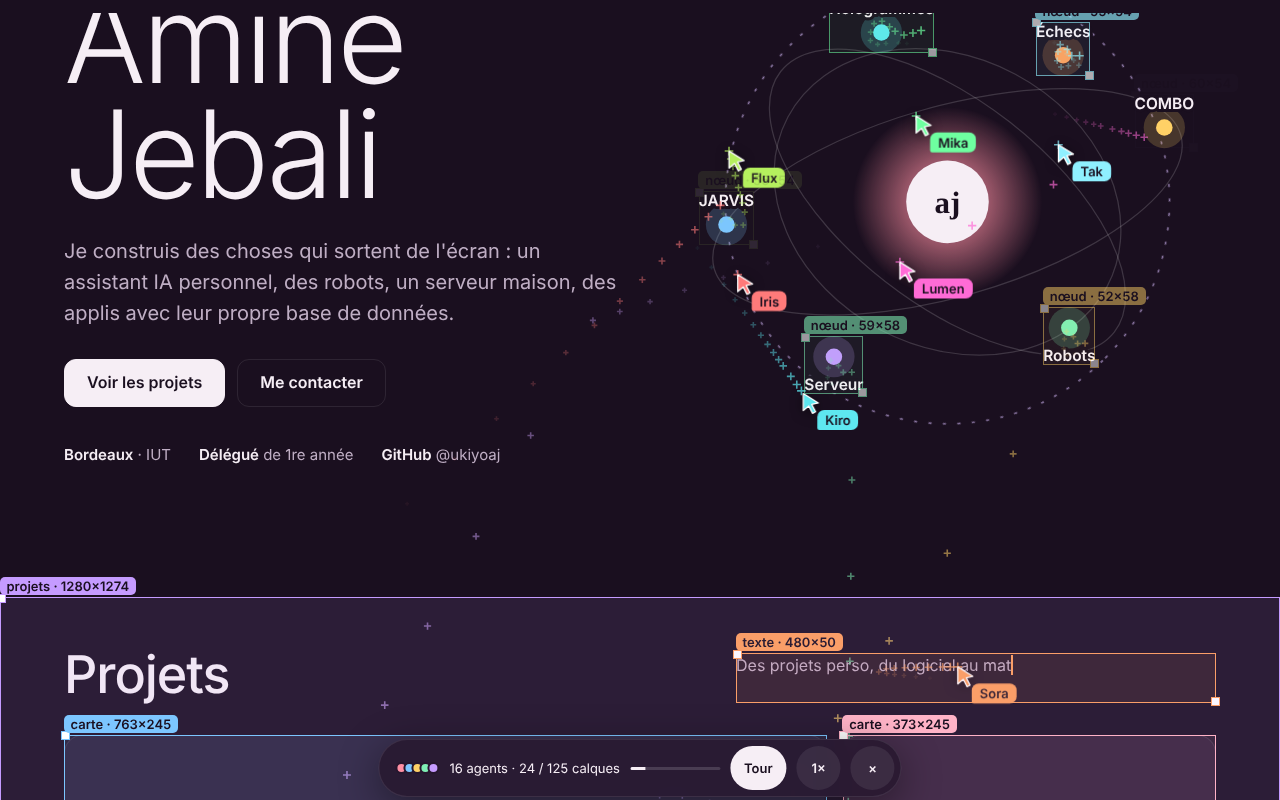 Amine
Jebali
Je construis des choses qui sortent de l'écran : un
assistant IA personnel, des robots, un serveur maison, des
applis avec leur propre base de données.
Voir les projets
Me contacter
Bordeaux · IUT
Délégué de 1re année
GitHub @ukiyoaj
Échecs
COMBO
Mika
Tak
Flux
JARVIS
aj
Iris
Lumen
nœud · 52×58
Robots
nœud · 59×58
Serveur
Kiro
projets · 1280×1274
Projets
texte · 480×50
Des projets perso, du logiciel au mat
Sora
carte · 763×245
carte · 373×245
16 agents · 24 / 125 calques
Tour
1×
×